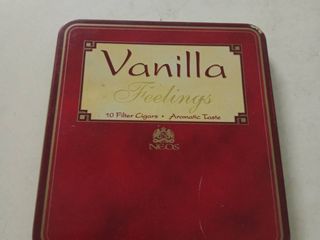 Vanilla
Feelings
10 Filter Cigars • Aromatic Taste
NEOS